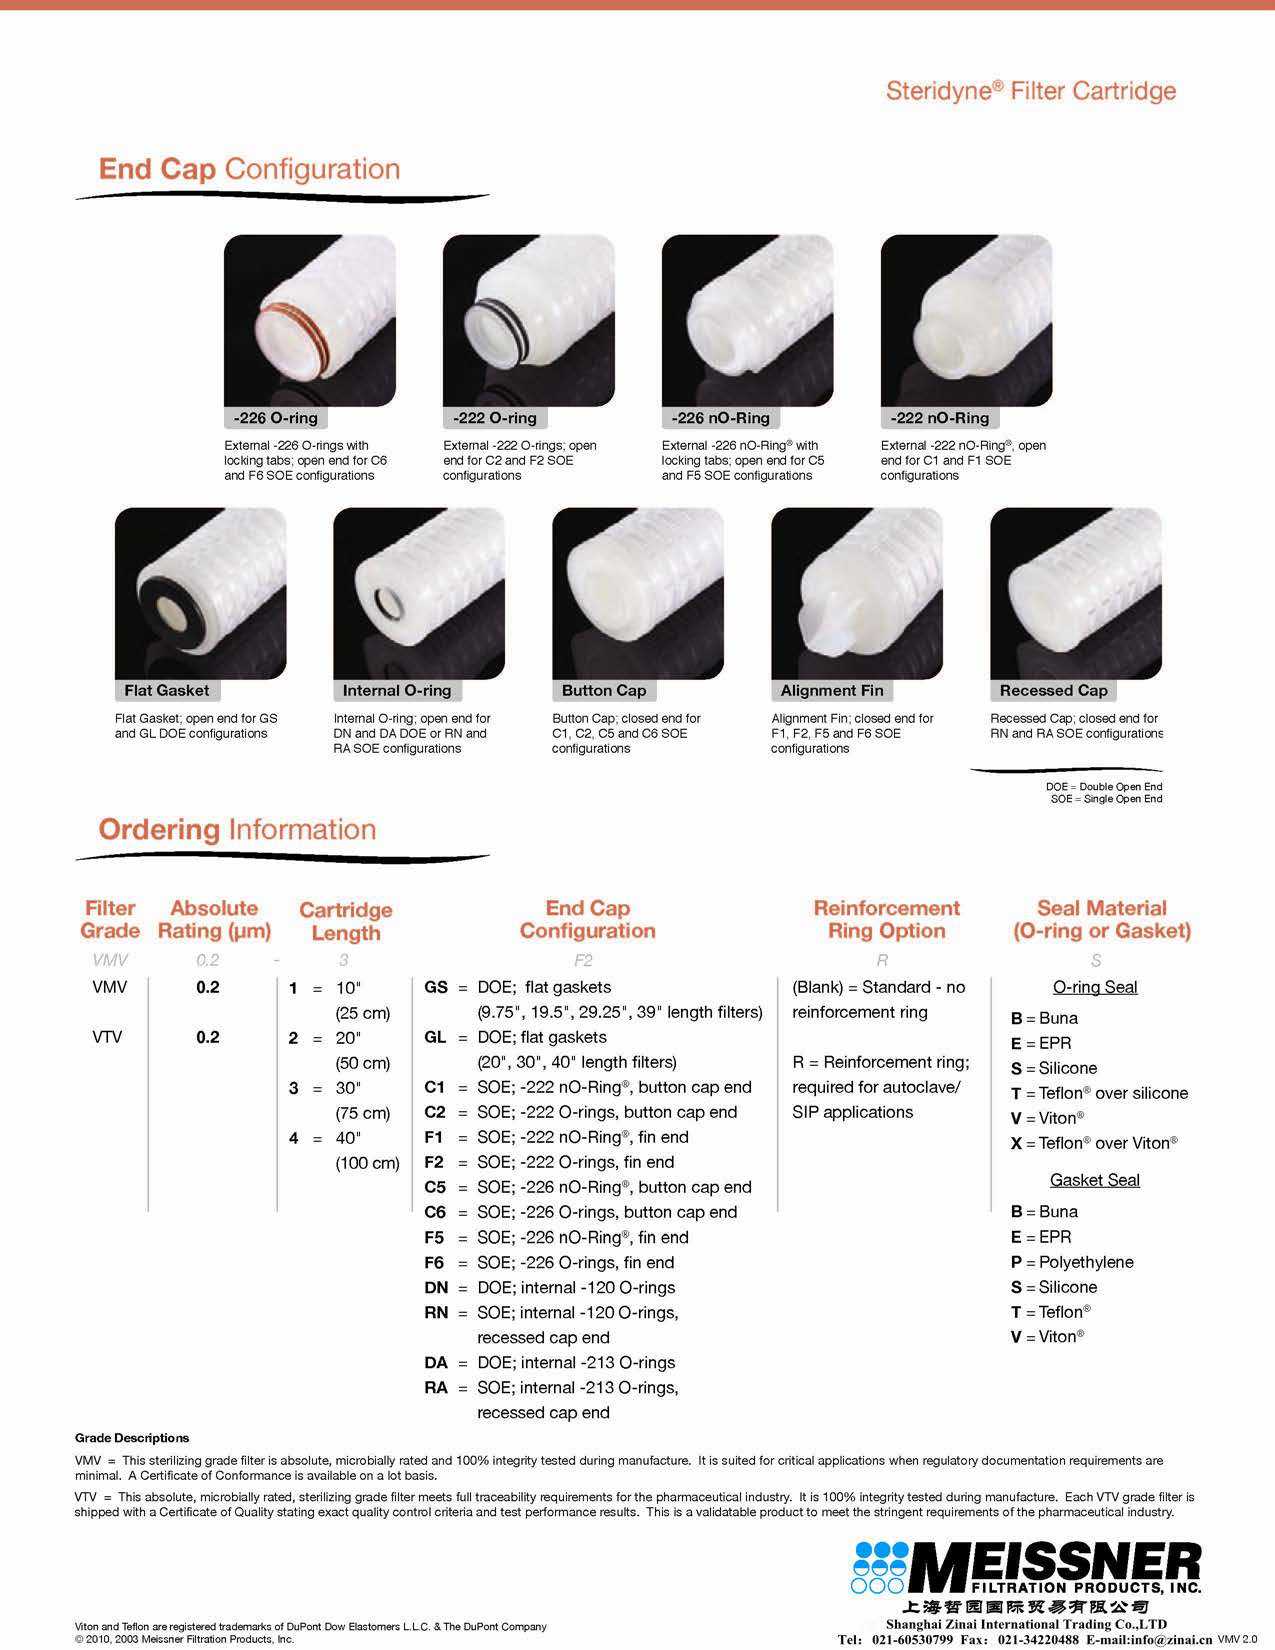 Steridyne® Filter Cartridge
End Cap Configuration
-226 O-ring
External -226 O-rings with
locking tabs; open end for C6
and F6 SOE configurations
-222 O-ring
External -222 O-rings; open
end for C2 and F2 SOE
configurations
-226 nO-Ring
External -226 nO-Ring® with
locking tabs; open end for C5
and F5 SOE configurations
-222 nO-Ring
External -222 nO-Ring®, open
end for C1 and F1 SOE
configurations
Flat Gasket
Flat Gasket; open end for GS
and GL DOE configurations
Internal O-ring
Internal O-ring; open end for
DN and DA DOE or RN and
RA SOE configurations
Button Cap
Button Cap; closed end for
C1, C2, C5 and C6 SOE
configurations
Alignment Fin
Alignment Fin; closed end for
F1, F2, F5 and F6 SOE
configurations
Recessed Cap
Recessed Cap; closed end for
RN and RA SOE configurations
DOE = Double Open End
SOE = Single Open End
Ordering Information
Filter
Grade
VMV
VMV
VTV
Absolute
Rating (µm)
0.2 -
0.2
0.2
Cartridge
Length
3
1 = 10"
(25 cm)
2 = 20"
(50 cm)
3 = 30"
(75 cm)
4 = 40"
(100 cm)
End Cap
Configuration
F2
GS = DOE; flat gaskets
(9.75", 19.5", 29.25", 39" length filters)
GL = DOE; flat gaskets
(20", 30", 40" length filters)
C1 = SOE; -222 nO-Ring®, button cap end
C2 = SOE; -222 O-rings, button cap end
F1 = SOE; -222 nO-Ring®, fin end
F2 = SOE; -222 O-rings, fin end
C5 = SOE; -226 nO-Ring®, button cap end
C6 = SOE; -226 O-rings, button cap end
F5 = SOE; -226 nO-Ring®, fin end
F6 = SOE; -226 O-rings, fin end
DN = DOE; internal -120 O-rings
RN = SOE; internal -120 O-rings,
recessed cap end
DA = DOE; internal -213 O-rings
RA = SOE; internal -213 O-rings,
recessed cap end
Reinforcement
Ring Option
R
(Blank) = Standard - no
reinforcement ring
R = Reinforcement ring;
required for autoclave/
SIP applications
Seal Material
(O-ring or Gasket)
S
O-ring Seal
B = Buna
E = EPR
S = Silicone
T = Teflon® over silicone
V = Viton®
X = Teflon® over Viton®
Gasket Seal
B = Buna
E = EPR
P = Polyethylene
S = Silicone
T = Teflon®
V = Viton®
Grade Descriptions
VMV = This sterilizing grade filter is absolute, microbially rated and 100% integrity tested during manufacture. It is suited for critical applications when regulatory documentation requirements are
minimal. A Certificate of Conformance is available on a lot basis.
VTV = This absolute, microbially rated, sterilizing grade filter meets full traceability requirements for the pharmaceutical industry. It is 100% integrity tested during manufacture. Each VTV grade filter is
shipped with a Certificate of Quality stating exact quality control criteria and test performance results. This is a validatable product to meet the stringent requirements of the pharmaceutical industry.
MEISSNER
FILTRATION PRODUCTS, INC.
上海哲园国际贸易有限公司
Shanghai Zinai International Trading Co.,LTD
Tel: 021-60530799 Fax: 021-34220488 E-mail:info@zinai.cn VMV 2.0
Viton and Teflon are registered trademarks of DuPont Dow Elastomers L.L.C. & The DuPont Company
© 2010, 2003 Meissner Filtration Products, Inc.